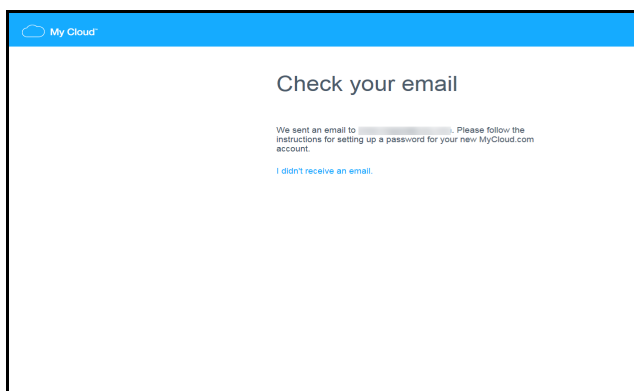 My Cloud™
Check your email
We sent an email to . Please follow the
instructions for setting up a password for your new MyCloud.com
account.
I didn't receive an email.